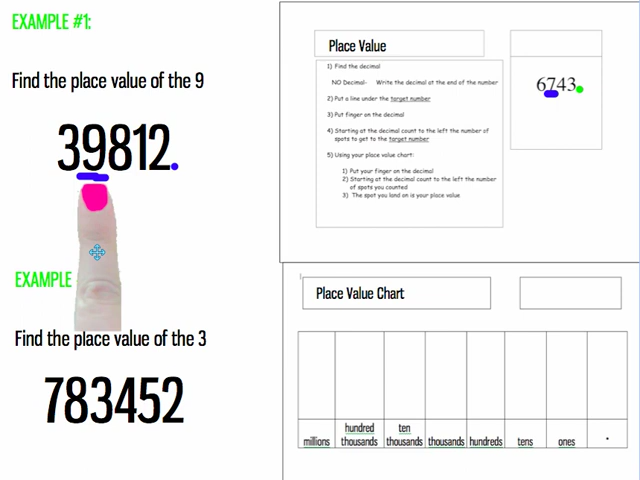 EXAMPLE #1:
Find the place value of the 9
39812.
EXAMPLE
Find the place value of the 3
783452
Place Value
1) Find the decimal
NO Decimal- Write the decimal at the end of the number
2) Put a line under the target number
3) Put finger on the decimal
4) Starting at the decimal count to the left the number of
spots to get to the target number
5) Using your place value chart:
1) Put your finger on the decimal
2) Starting at the decimal count to the left the number
of spots you counted
3) The spot you land on is your place value
6743.
Place Value Chart
millions
hundred
thousands
ten
thousands
thousands
hundreds
tens
ones
.